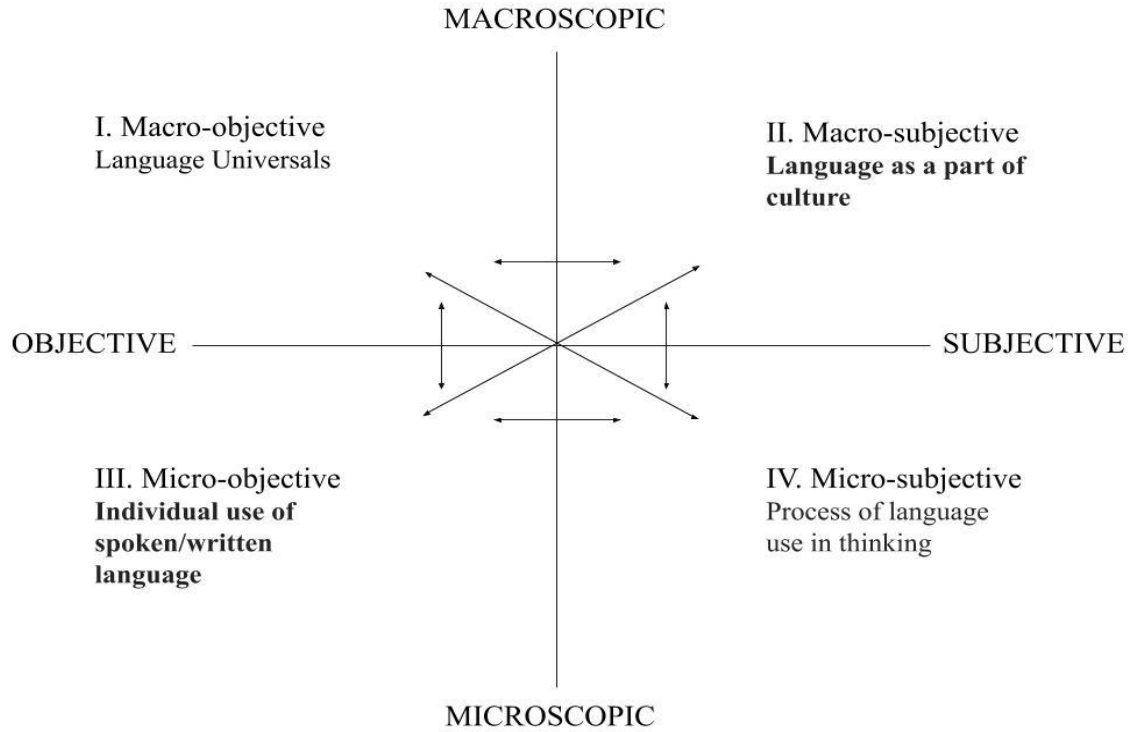 MACROSCOPIC
I. Macro-objective
Language Universals
II. Macro-subjective
Language as a part of
culture
OBJECTIVE
SUBJECTIVE
III. Micro-objective
Individual use of
spoken/written
language
IV. Micro-subjective
Process of language
use in thinking
MICROSCOPIC